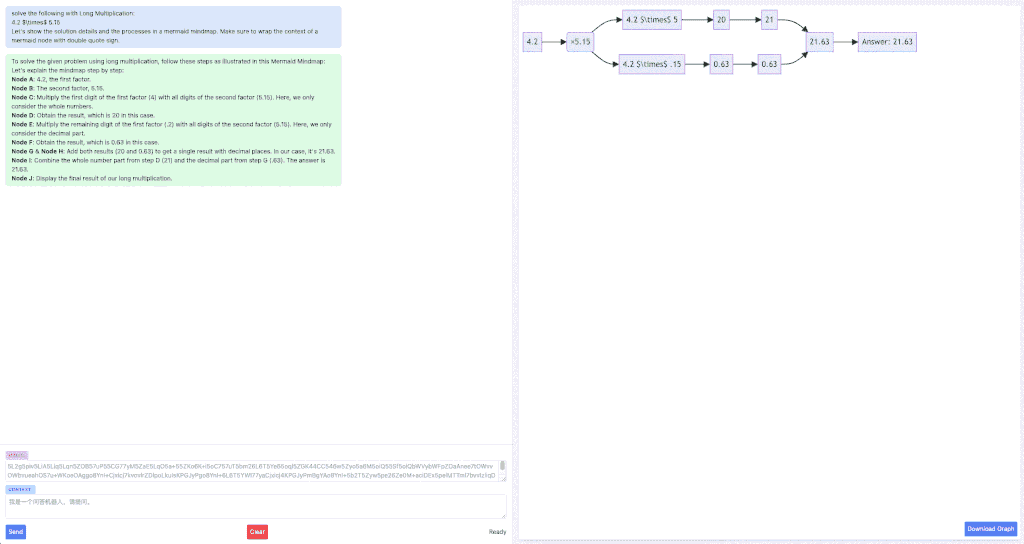 solve the following with Long Multiplication:
4.2 $\times$ 5.15
Let's show the solution details and the processes in a mermaid mindmap. Make sure to wrap the context of a
mermaid node with double quote sign.
To solve the given problem using long multiplication, follow these steps as illustrated in this Mermaid Mindmap:
Let's explain the mindmap step by step:
Node A: 4.2, the first factor.
Node B: The second factor, 5.15.
Node C: Multiply the first digit of the first factor (4) with all digits of the second factor (5.15). Here, we only
consider the whole numbers.
Node D: Obtain the result, which is 20 in this case.
Node E: Multiply the remaining digit of the first factor (.2) with all digits of the second factor (5.15). Here, we only
consider the decimal part.
Node F: Obtain the result, which is 0.63 in this case.
Node G & Node H: Add both results (20 and 0.63) to get a single result with decimal places. In our case, it's 21.63.
Node I: Combine the whole number part from step D (21) and the decimal part from step G (.63). The answer is
21.63.
Node J: Display the final result of our long multiplication.
Send
Clear
Ready
4.2
×5.15
4.2 $\times$ 5
20
21
4.2 $\times$ .15
0.63
0.63
21.63
Answer: 21.63
Download Graph